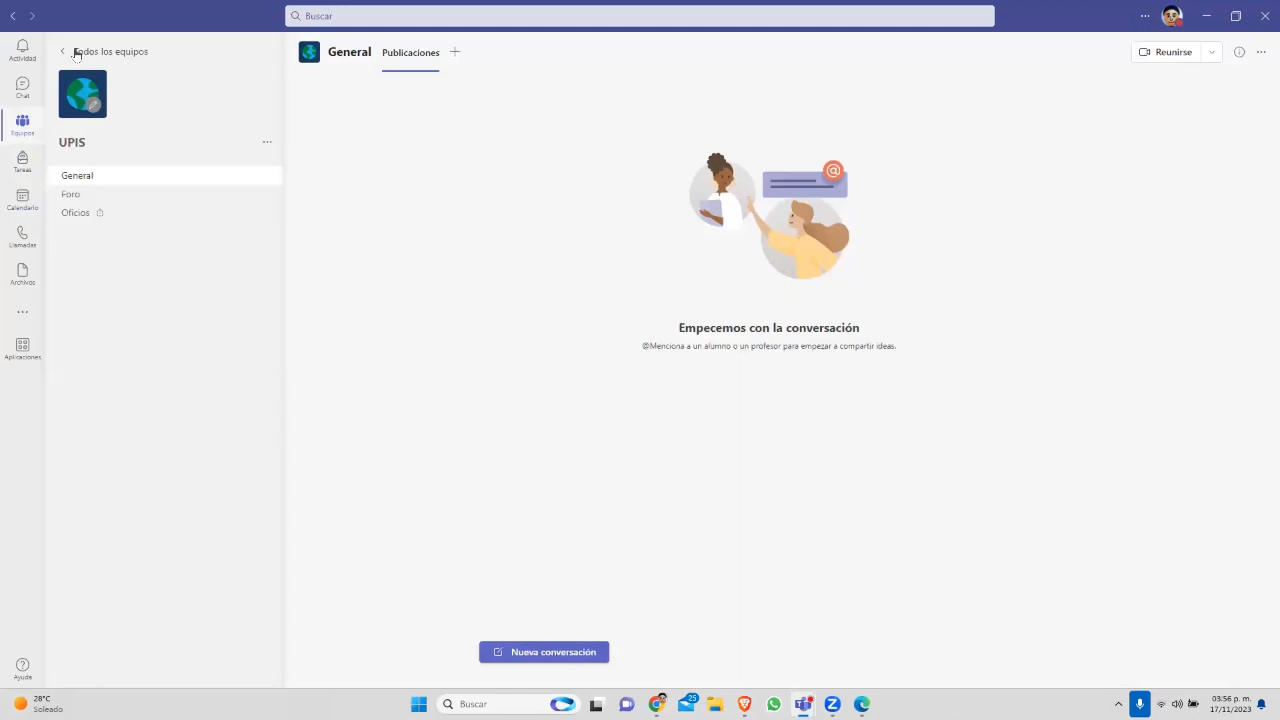 Buscar
Actividad
Chat
Equipos
Tareas
Calendario
Llamadas
Archivos
Aplicaciones
Ayuda
Todos los equipos
UPIS
General
Foro
Oficios
General
Publicaciones
Reunirse
@
Empecemos con la conversación
@Menciona a un alumno o un profesor para empezar a compartir ideas.
Nueva conversación
28°C
Soleado
Buscar
25
03:56 p. m.
17/11/2023